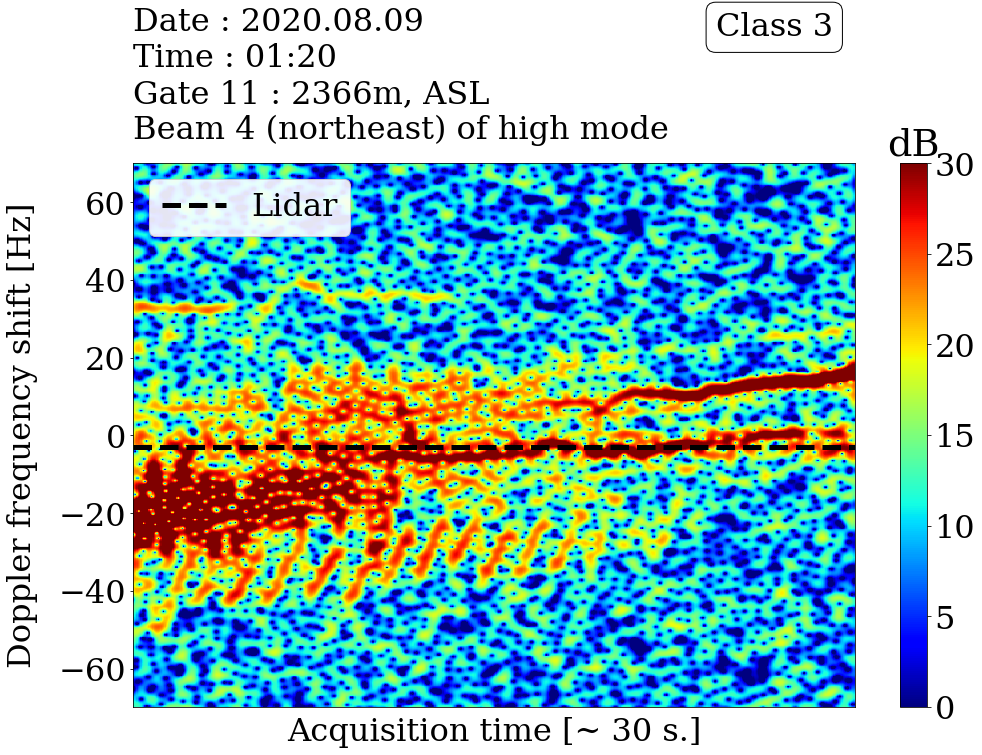 Date : 2020.08.09
Time : 01:20
Gate 11 : 2366m, ASL
Beam 4 (northeast) of high mode
Class 3
dB
Lidar
Doppler frequency shift [Hz]
60
40
20
0
−20
−40
−60
30
25
20
15
10
5
0
Acquisition time [~ 30 s.]